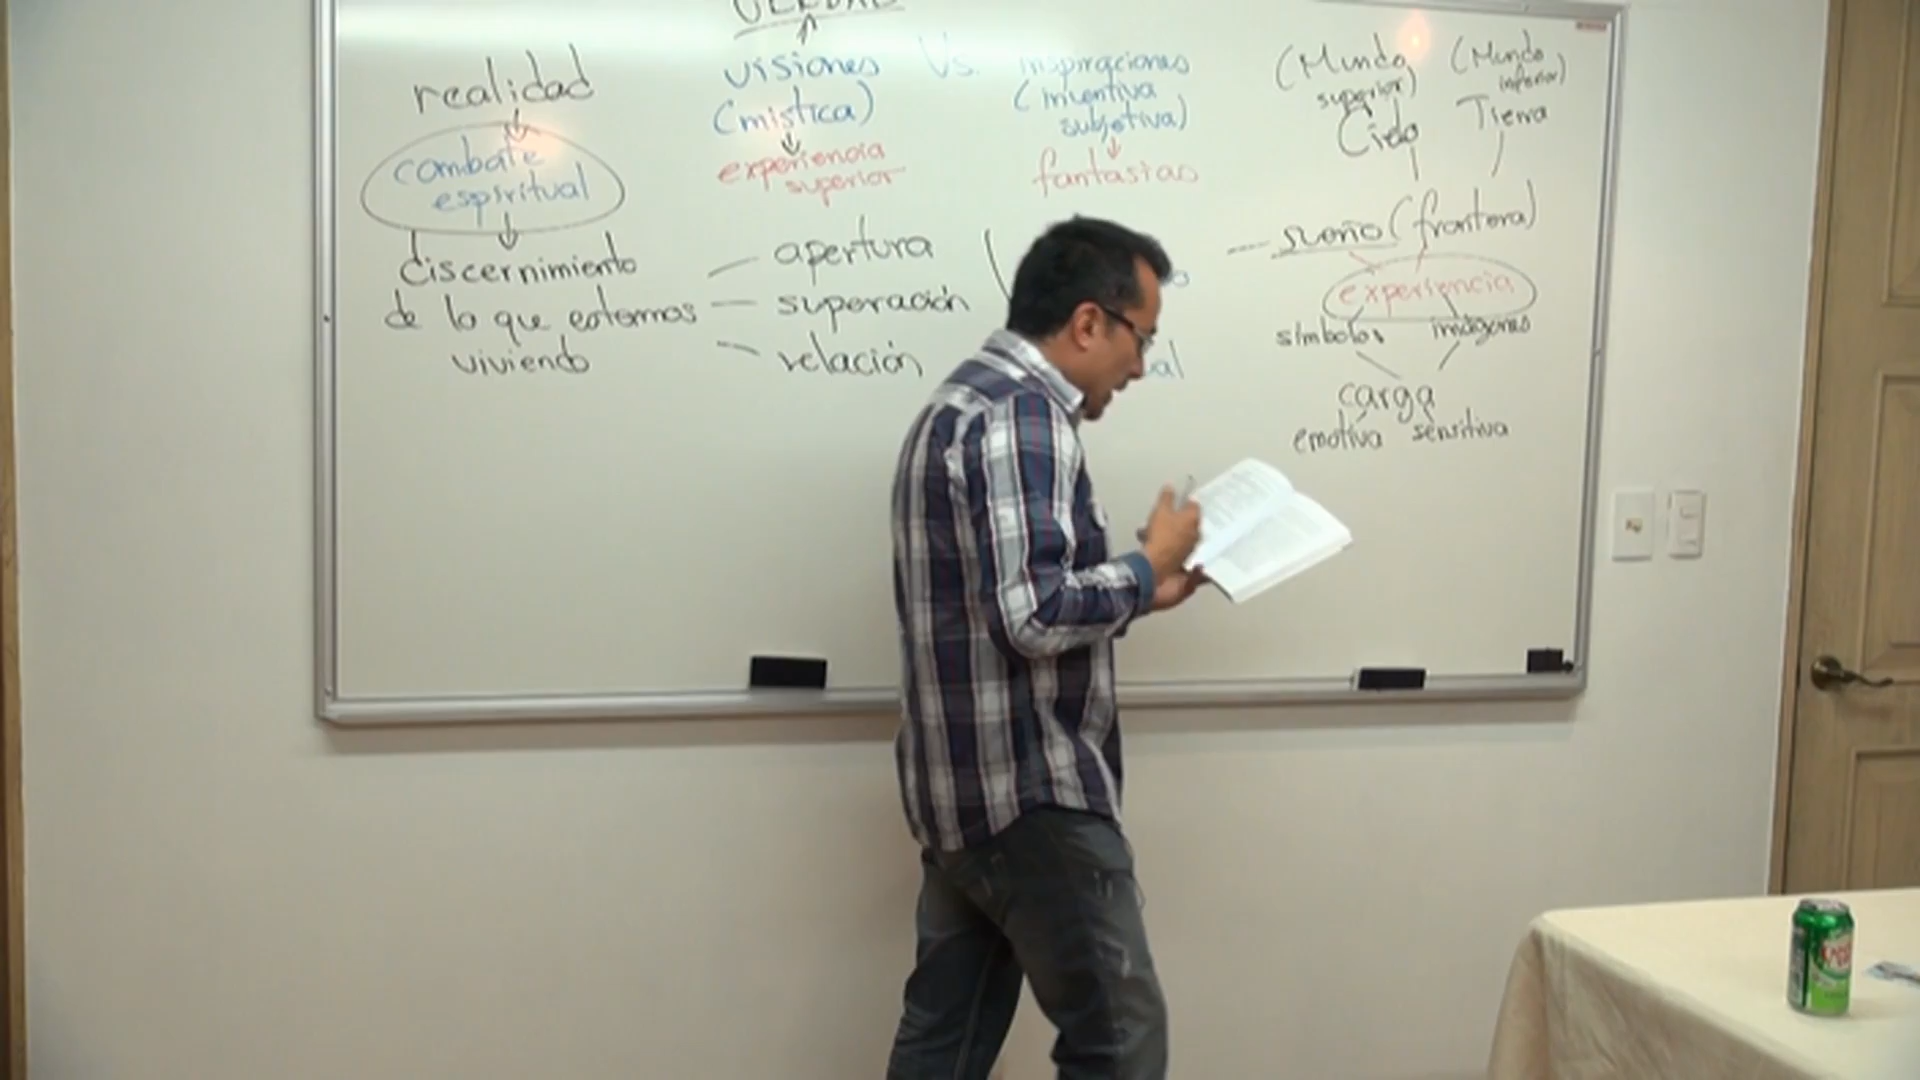 VERDAD
realidad
combate
espiritual
discernimiento
de lo que estamos
viviendo
visiones
(mística)
experiencia
superior
Vs.
inspiraciones
(inventiva
subjetiva)
fantasías
apertura
superación
relación
(Mundo
superior)
Cielo
(Mundo
inferior)
Tierra
sueño (frontera)
experiencia
símbolos imágenes
carga
emotiva sensitiva